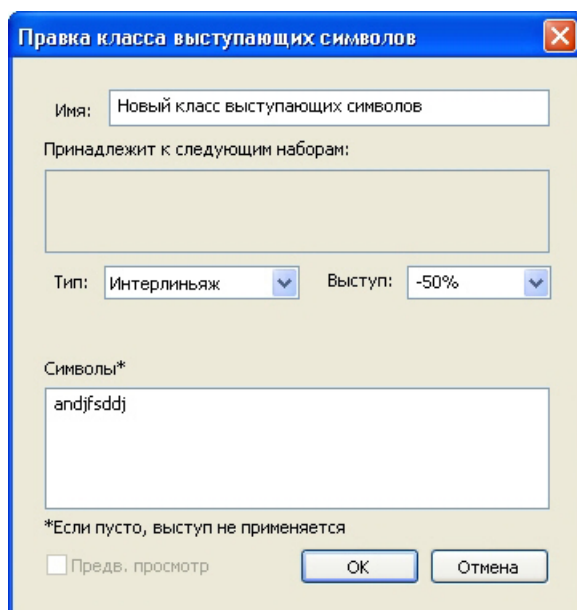 Правка класса выступающих символов
Имя: Новый класс выступающих символов
Принадлежит к следующим наборам:
Тип: Интерлиньяж Выступ: -50%
Символы*
andjfsddj
*Если пусто, выступ не применяется
Предв. просмотр OK Отмена